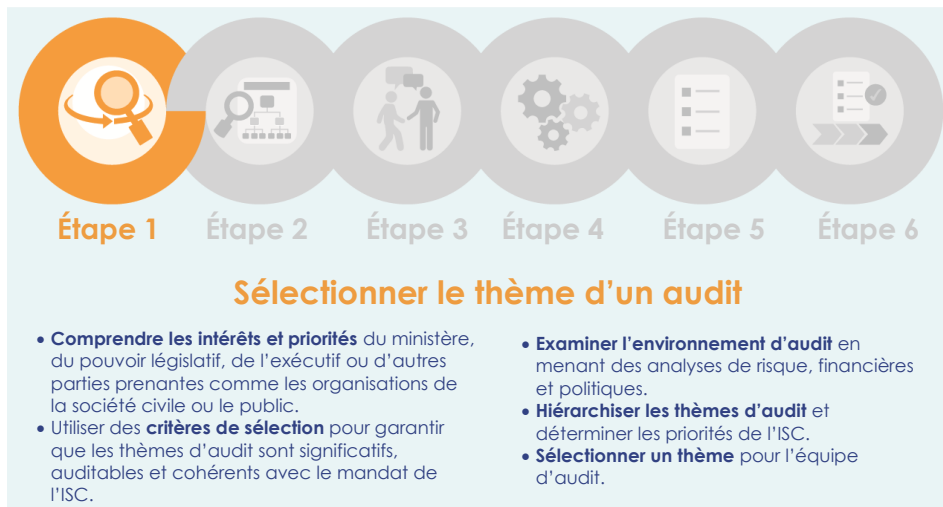 Étape 1 Étape 2 Étape 3 Étape 4 Étape 5 Étape 6
Sélectionner le thème d’un audit
• Comprendre les intérêts et priorités du ministère,
du pouvoir législatif, de l’exécutif ou d’autres
parties prenantes comme les organisations de
la société civile ou le public.
• Utiliser des critères de sélection pour garantir
que les thèmes d’audit sont significatifs,
auditables et cohérents avec le mandat de
l’ISC.
• Examiner l’environnement d’audit en
menant des analyses de risque, financières
et politiques.
• Hiérarchiser les thèmes d’audit et
déterminer les priorités de l’ISC.
• Sélectionner un thème pour l’équipe
d’audit.